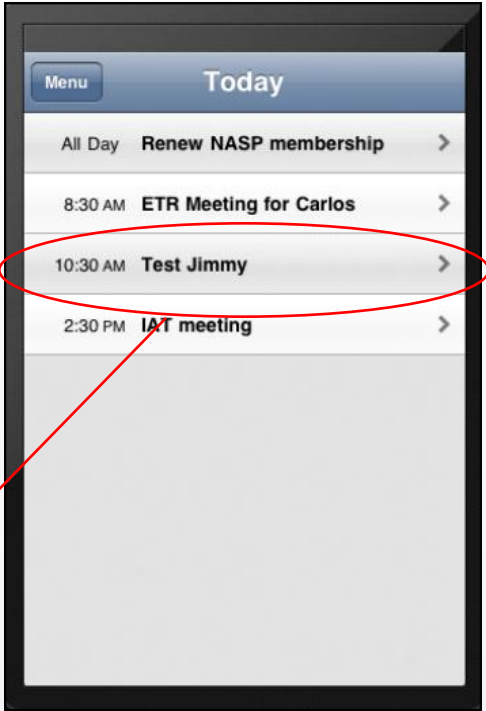 Menu Today
All Day Renew NASP membership
8:30 AM ETR Meeting for Carlos
10:30 AM Test Jimmy
2:30 PM IAT meeting